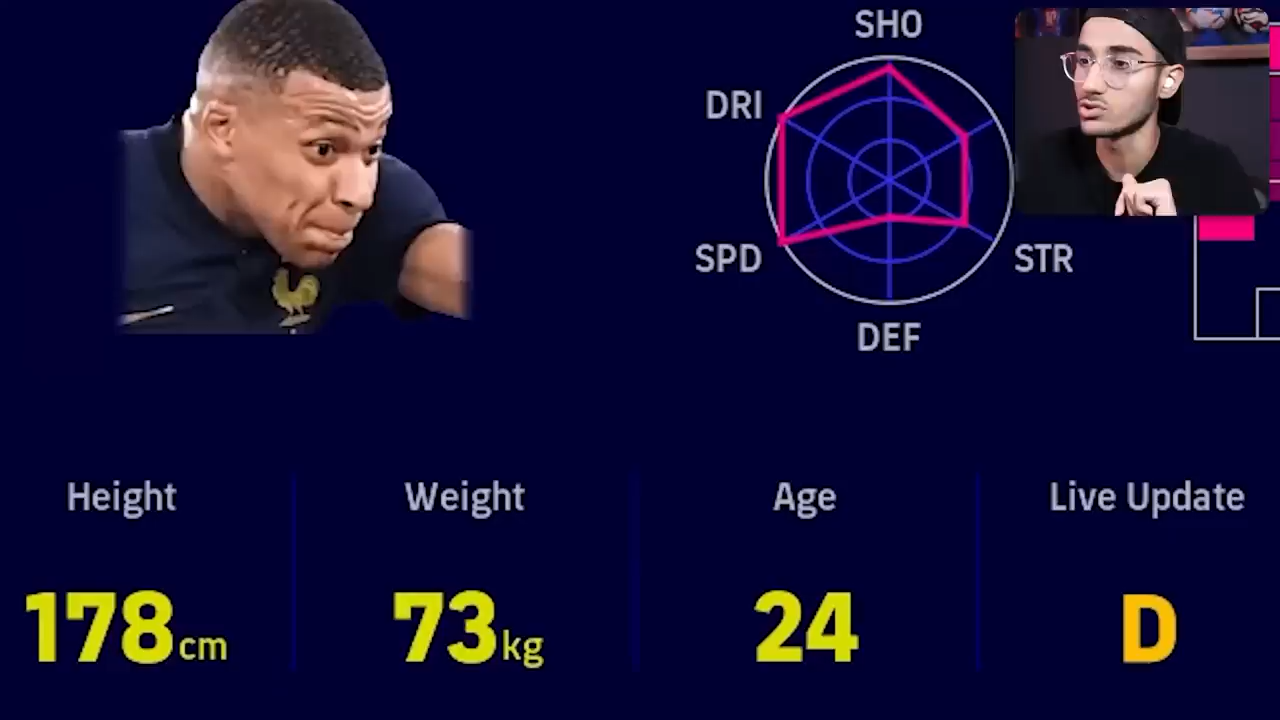 SHO
DRI
SPD
STR
DEF
Height
Weight
Age
Live Update
178cm
73kg
24
D